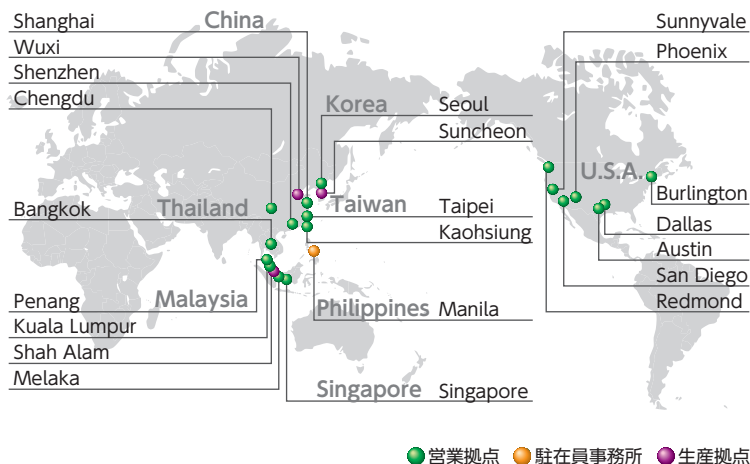 China
Shanghai
Wuxi
Shenzhen
Chengdu
Korea
Seoul
Suncheon
Thailand
Bangkok
Taiwan
Taipei
Kaohsiung
Malaysia
Penang
Kuala Lumpur
Shah Alam
Melaka
Philippines
Manila
Singapore
Singapore
U.S.A.
Sunnyvale
Phoenix
Burlington
Dallas
Austin
San Diego
Redmond
営業拠点
駐在員事務所
生産拠点